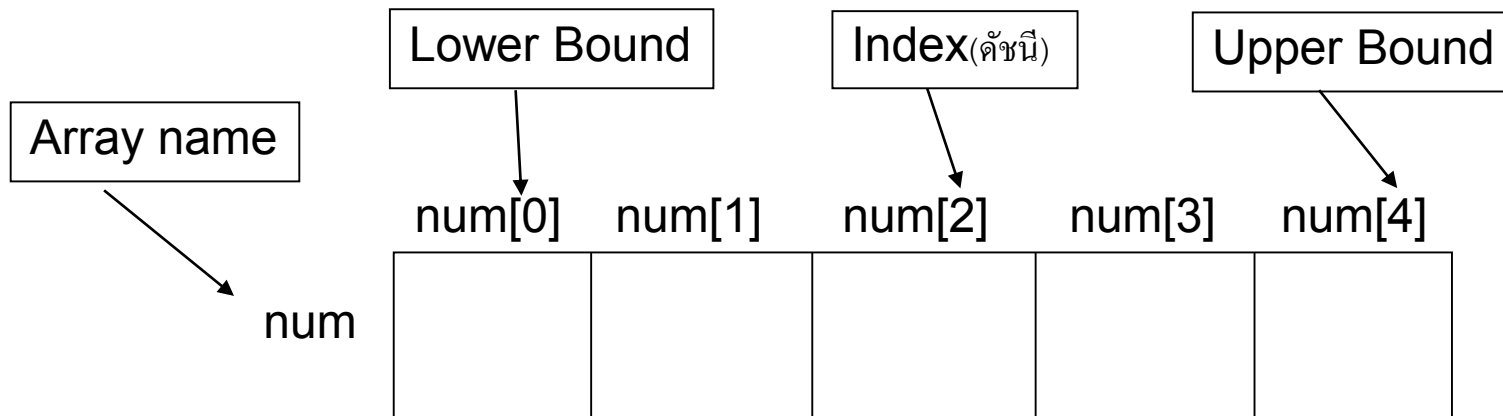 Lower Bound
Index(ดัชนี)
Upper Bound
Array name
num[0] num[1] num[2] num[3] num[4]
num